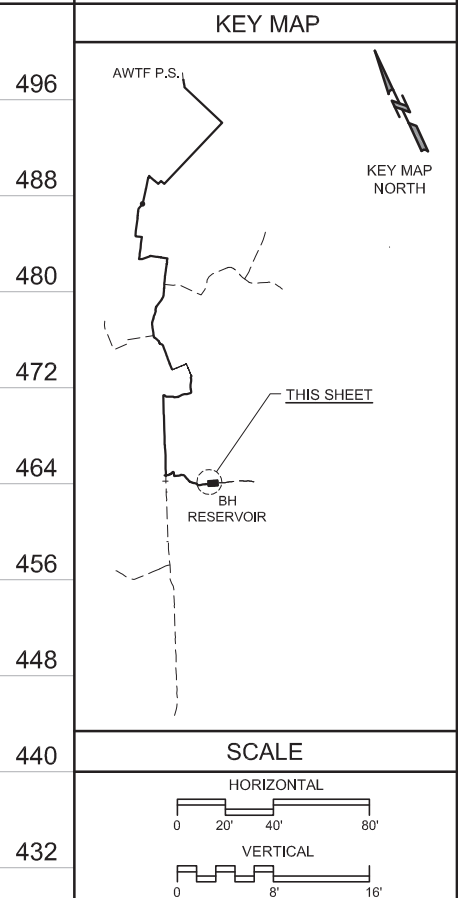 KEY MAP
496
488
480
472
464
456
448
440
432
AWTF P.S.
KEY MAP
NORTH
THIS SHEET
BH
RESERVOIR
SCALE
HORIZONTAL
0 20' 40' 80'
VERTICAL
0 8' 16'